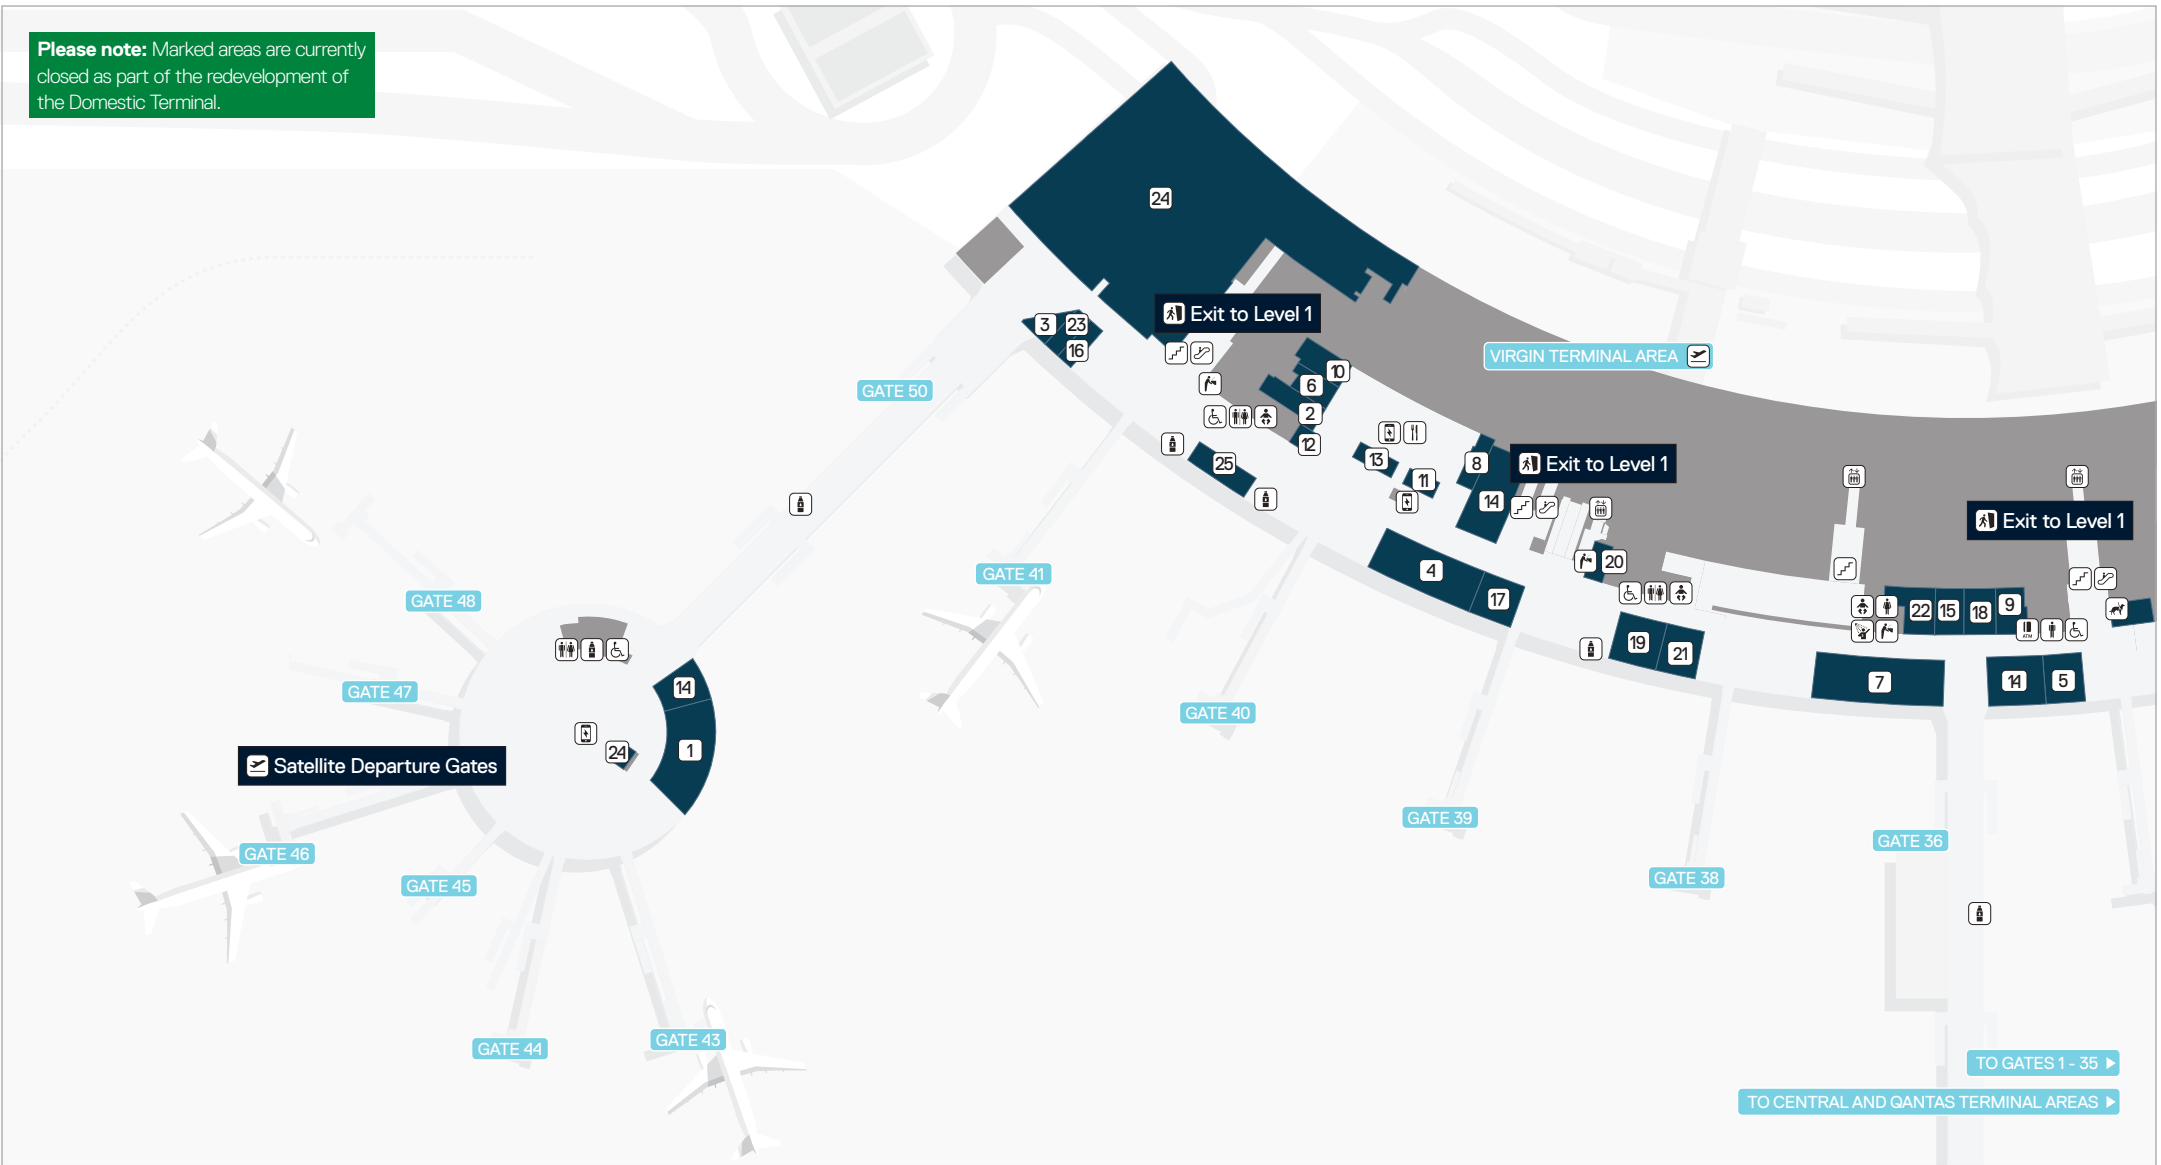 Please note: Marked areas are currently
closed as part of the redevelopment of
the Domestic Terminal.
24
Exit to Level 1
3
23
16
VIRGIN TERMINAL AREA
10
6
2
12
GATE 50
25
13
11
8
14
Exit to Level 1
Exit to Level 1
4
17
20
GATE 41
GATE 48
19
21
22
15
18
9
ATM
7
14
5
14
1
24
GATE 47
GATE 40
Satellite Departure Gates
GATE 39
GATE 36
GATE 46
GATE 45
GATE 38
GATE 44
GATE 43
TO GATES 1 - 35
TO CENTRAL AND QANTAS TERMINAL AREAS